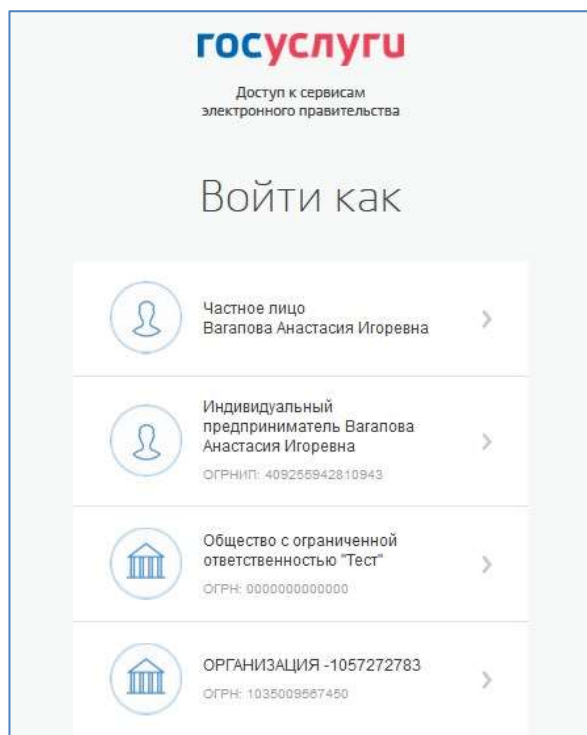 госуслуги
Доступ к сервисам
электронного правительства
Войти как
Частное лицо
Вагапова Анастасия Игоревна
Индивидуальный
предприниматель Вагапова
Анастасия Игоревна
ОГРНИП: 409255942810943
Общество с ограниченной
ответственностью "Тест"
ОГРН: 0000000000000
ОРГАНИЗАЦИЯ -1057272783
ОГРН: 1035009567450